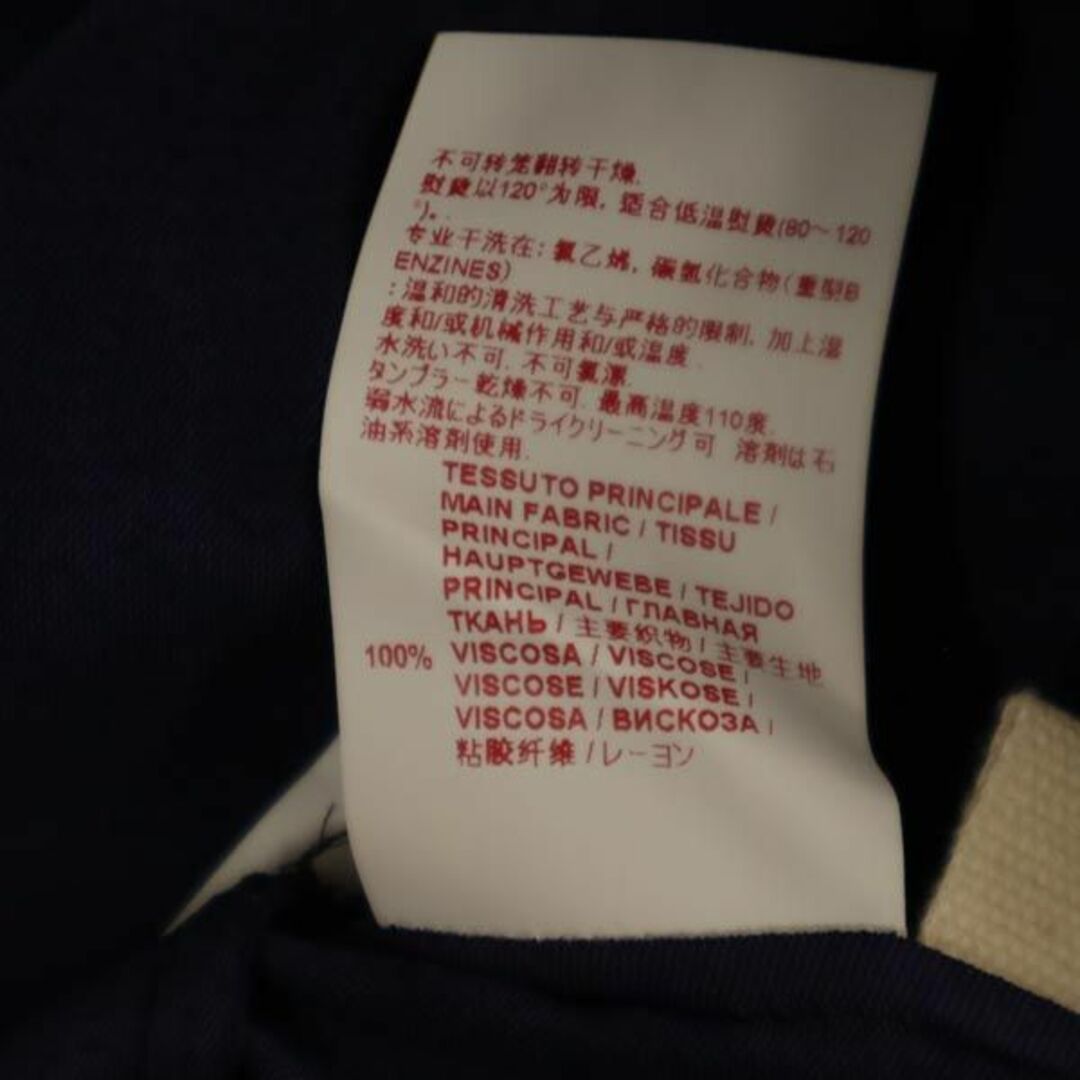 不可转笼翻转干燥.
熨烫以120°为限, 适合低温熨烫(80～120
°)。
专业干洗在: 氯乙烯, 碳氢化合物(重型B
ENZINES)
:温和的清洗工艺与严格的限制, 加上湿
度和/或机械作用和/或温度.
水洗い不可. 不可氯漂.
タンブラー乾燥不可. 最高温度110度.
弱水流によるドライクリーニング可 溶剤は石
油系溶剤使用.
TESSUTO PRINCIPALE /
MAIN FABRIC / TISSU
PRINCIPAL /
HAUPTGEWEBE / TEJIDO
PRINCIPAL / ГЛАВНАЯ
ТКАНЬ / 主要织物 / 主要生地
100% VISCOSA / VISCOSE /
VISCOSE / VISKOSE /
VISCOSA / ВИСКОЗА /
粘胶纤维 / レーヨン